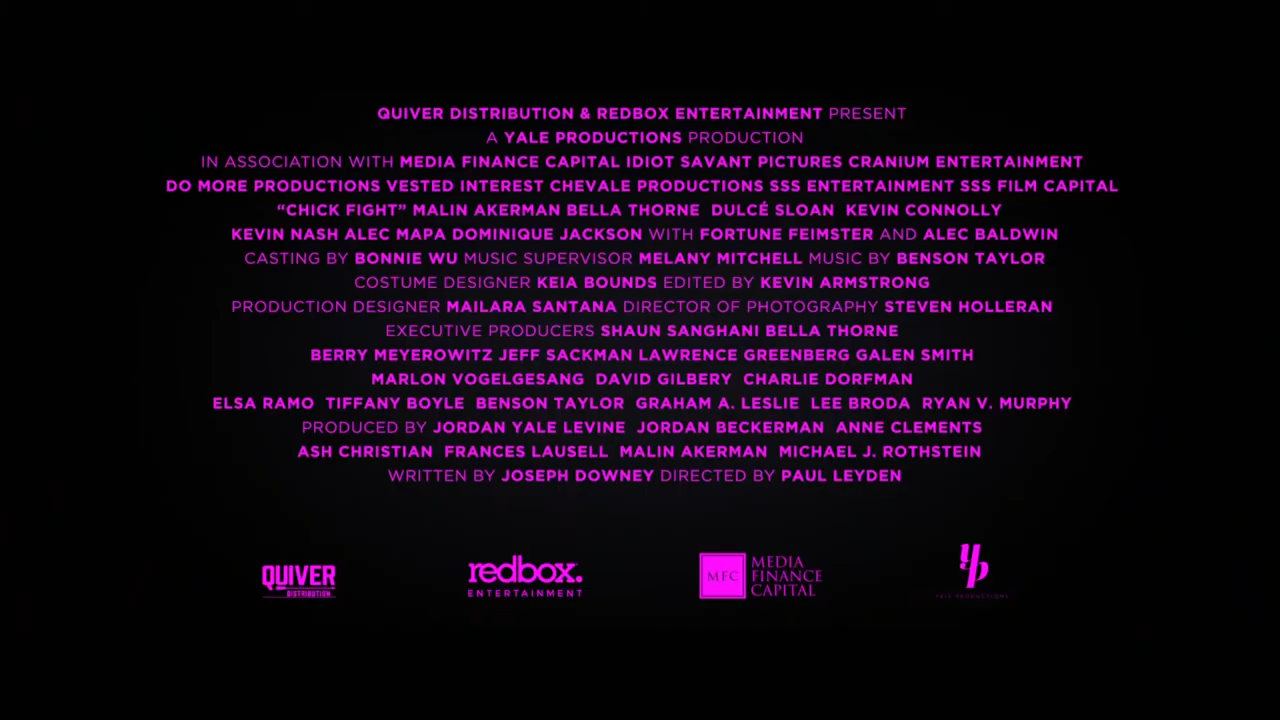 QUIVER DISTRIBUTION & REDBOX ENTERTAINMENT PRESENT
A YALE PRODUCTIONS PRODUCTION
IN ASSOCIATION WITH MEDIA FINANCE CAPITAL IDIOT SAVANT PICTURES CRANIUM ENTERTAINMENT
DO MORE PRODUCTIONS VESTED INTEREST CHEVALE PRODUCTIONS SSS ENTERTAINMENT SSS FILM CAPITAL
“CHICK FIGHT” MALIN AKERMAN BELLA THORNE DULCÉ SLOAN KEVIN CONNOLLY
KEVIN NASH ALEC MAPA DOMINIQUE JACKSON WITH FORTUNE FEIMSTER AND ALEC BALDWIN
CASTING BY BONNIE WU MUSIC SUPERVISOR MELANY MITCHELL MUSIC BY BENSON TAYLOR
COSTUME DESIGNER KEIA BOUNDS EDITED BY KEVIN ARMSTRONG
PRODUCTION DESIGNER MAILARA SANTANA DIRECTOR OF PHOTOGRAPHY STEVEN HOLLERAN
EXECUTIVE PRODUCERS SHAUN SANGHANI BELLA THORNE
BERRY MEYEROWITZ JEFF SACKMAN LAWRENCE GREENBERG GALEN SMITH
MARLON VOGELGESANG DAVID GILBERY CHARLIE DORFMAN
ELSA RAMO TIFFANY BOYLE BENSON TAYLOR GRAHAM A. LESLIE LEE BRODA RYAN V. MURPHY
PRODUCED BY JORDAN YALE LEVINE JORDAN BECKERMAN ANNE CLEMENTS
ASH CHRISTIAN FRANCES LAUSELL MALIN AKERMAN MICHAEL J. ROTHSTEIN
WRITTEN BY JOSEPH DOWNEY DIRECTED BY PAUL LEYDEN
QUIVER
DISTRIBUTION
redbox.
ENTERTAINMENT
MFC
MEDIA
FINANCE
CAPITAL
yp
YALE PRODUCTIONS